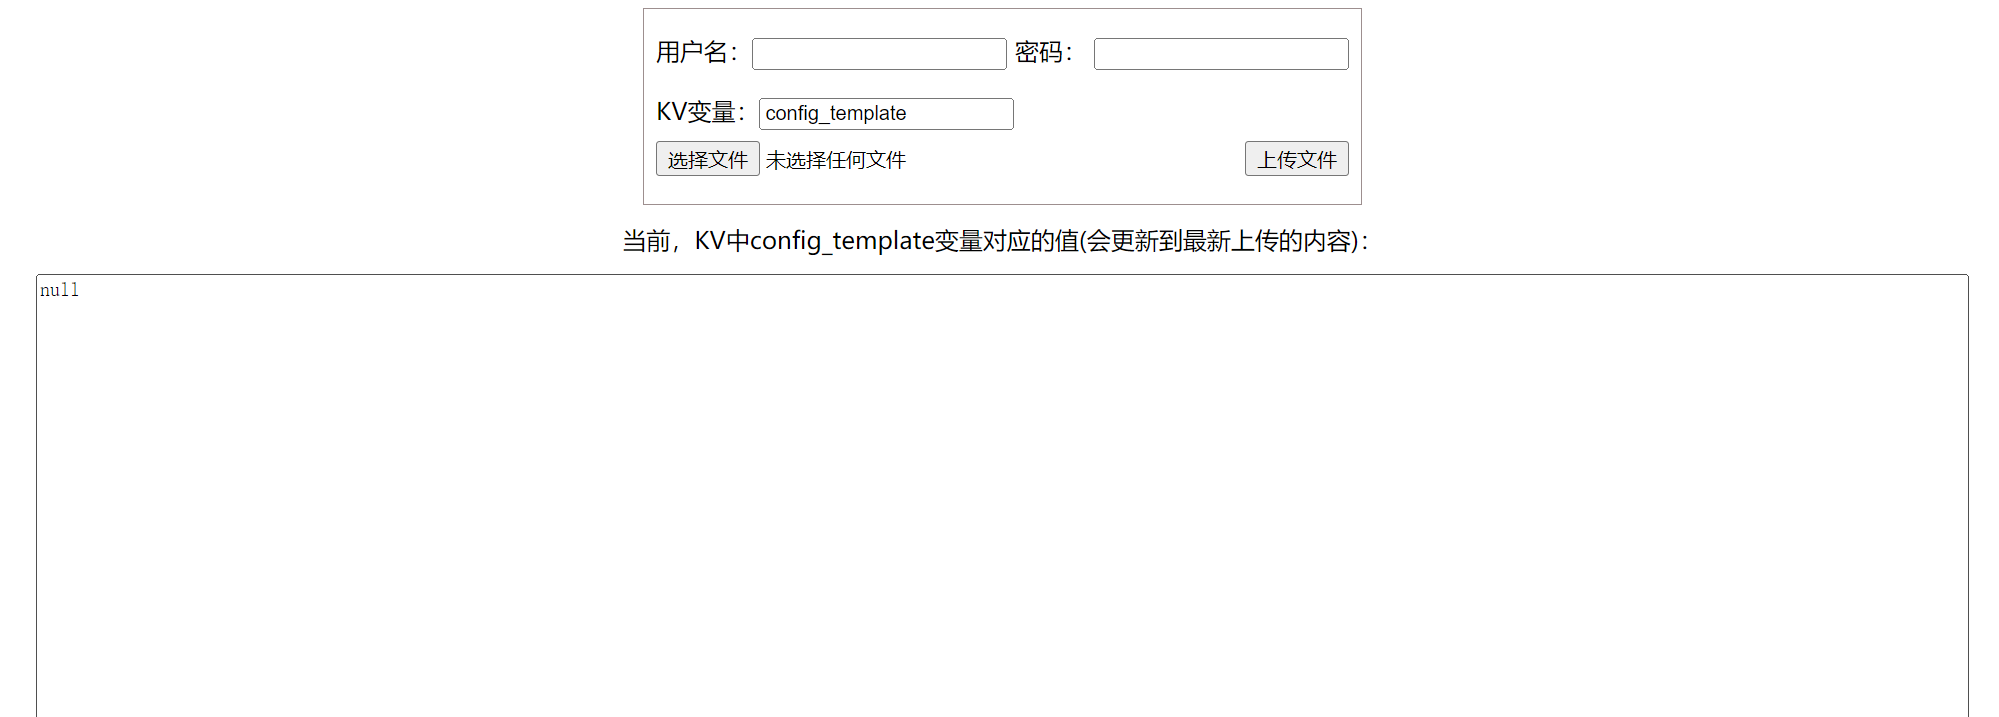 用户名： 密码：
KV变量： config_template
选择文件 未选择任何文件 上传文件
当前，KV中config_template变量对应的值(会更新到最新上传的内容)：
null